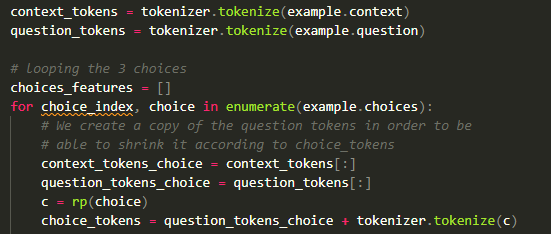 context_tokens = tokenizer.tokenize(example.context)
question_tokens = tokenizer.tokenize(example.question)
# looping the 3 choices
choices_features = []
for choice_index, choice in enumerate(example.choices):
# We create a copy of the question tokens in order to be
# able to shrink it according to choice_tokens
context_tokens_choice = context_tokens[:]
question_tokens_choice = question_tokens[:]
c = rp(choice)
choice_tokens = question_tokens_choice + tokenizer.tokenize(c)